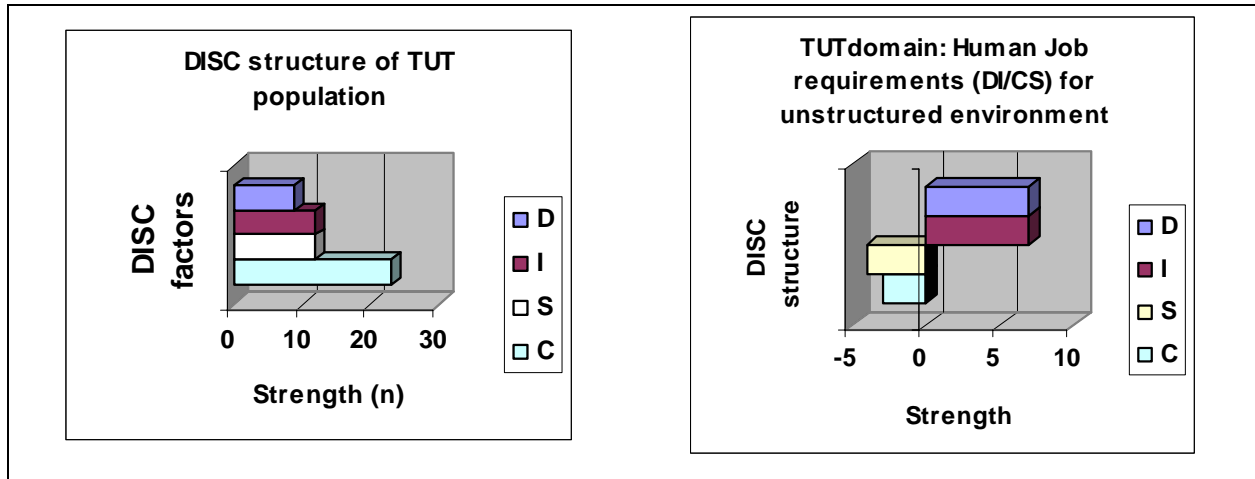 DISC structure of TUT
population
DISC
factors
0 10 20 30
Strength (n)
D
I
S
C
TUTdomain: Human Job
requirements (DI/CS) for
unstructured environment
DISC
structure
-5 0 5 10
Strength
D
I
S
C